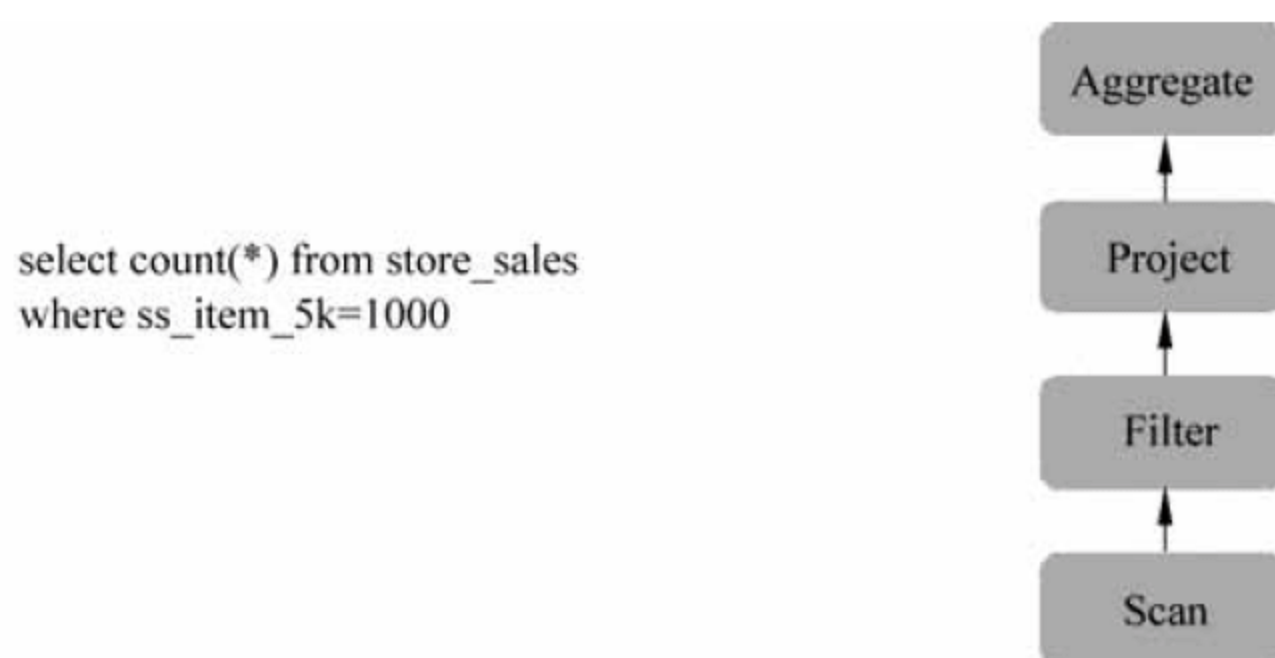 select count(*) from store_sales
where ss_item_5k=1000
Aggregate
Project
Filter
Scan